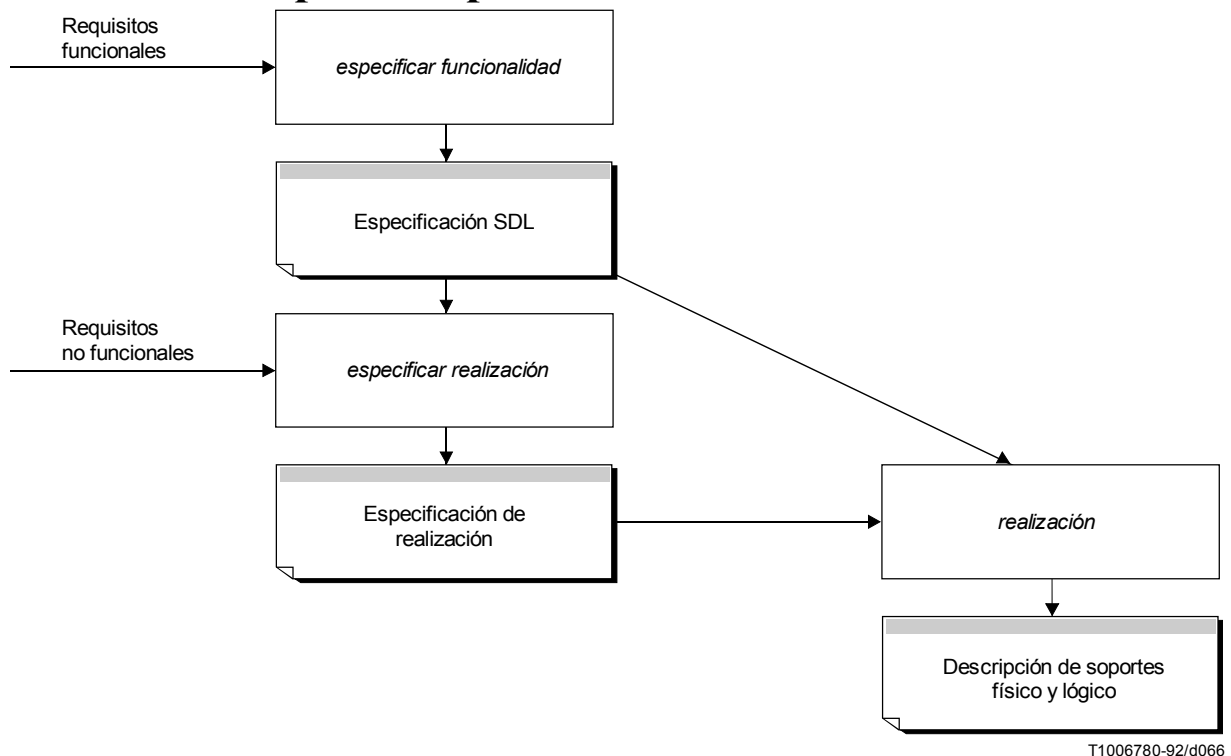 Requisitos
funcionales
especificar funcionalidad
Especificación SDL
Requisitos
no funcionales
especificar realización
Especificación de
realización
realización
Descripción de soportes
físico y lógico
T1006780-92/d066